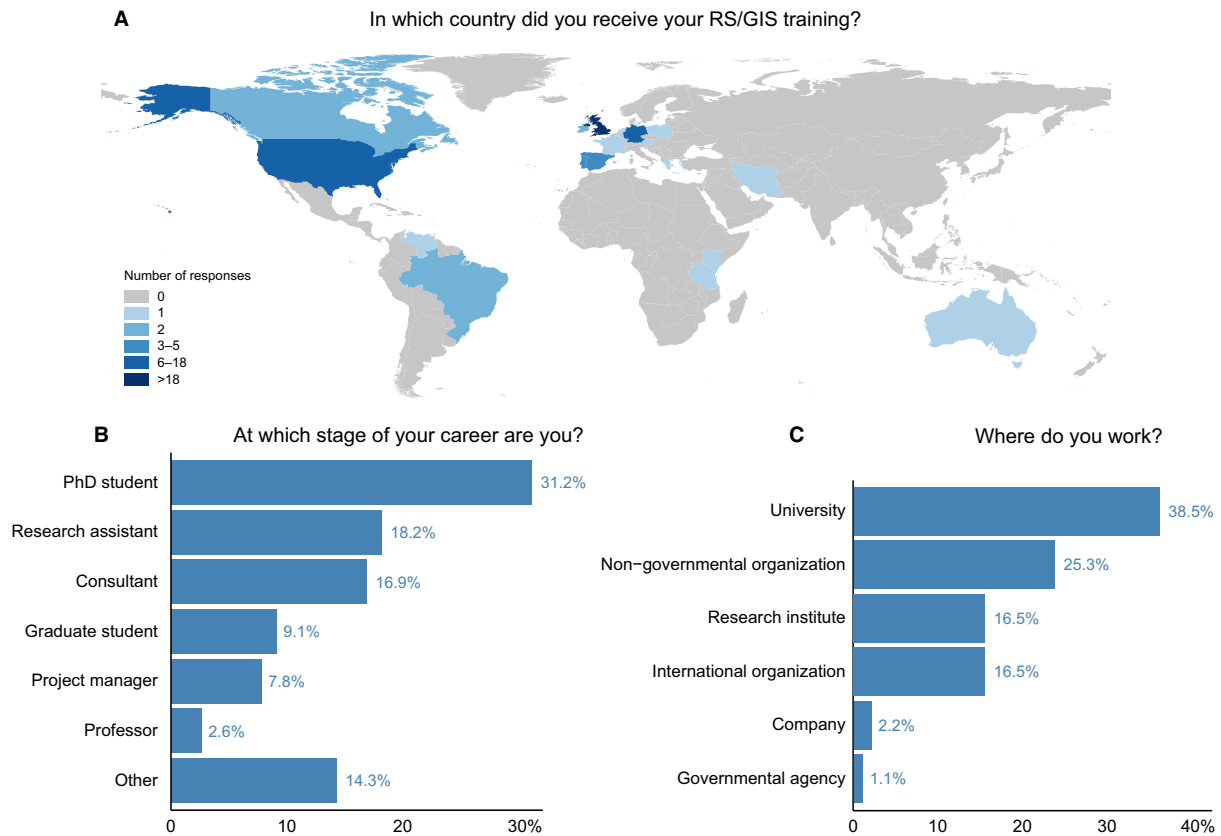 A
In which country did you receive your RS/GIS training?
Number of responses
0
1
2
3–5
6–18
>18
B
At which stage of your career are you?
PhD student
31.2%
Research assistant
18.2%
Consultant
16.9%
Graduate student
9.1%
Project manager
7.8%
Professor
2.6%
Other
14.3%
0 10 20 30%
C
Where do you work?
University
38.5%
Non−governmental organization
25.3%
Research institute
16.5%
International organization
16.5%
Company
2.2%
Governmental agency
1.1%
0 10 20 30 40%